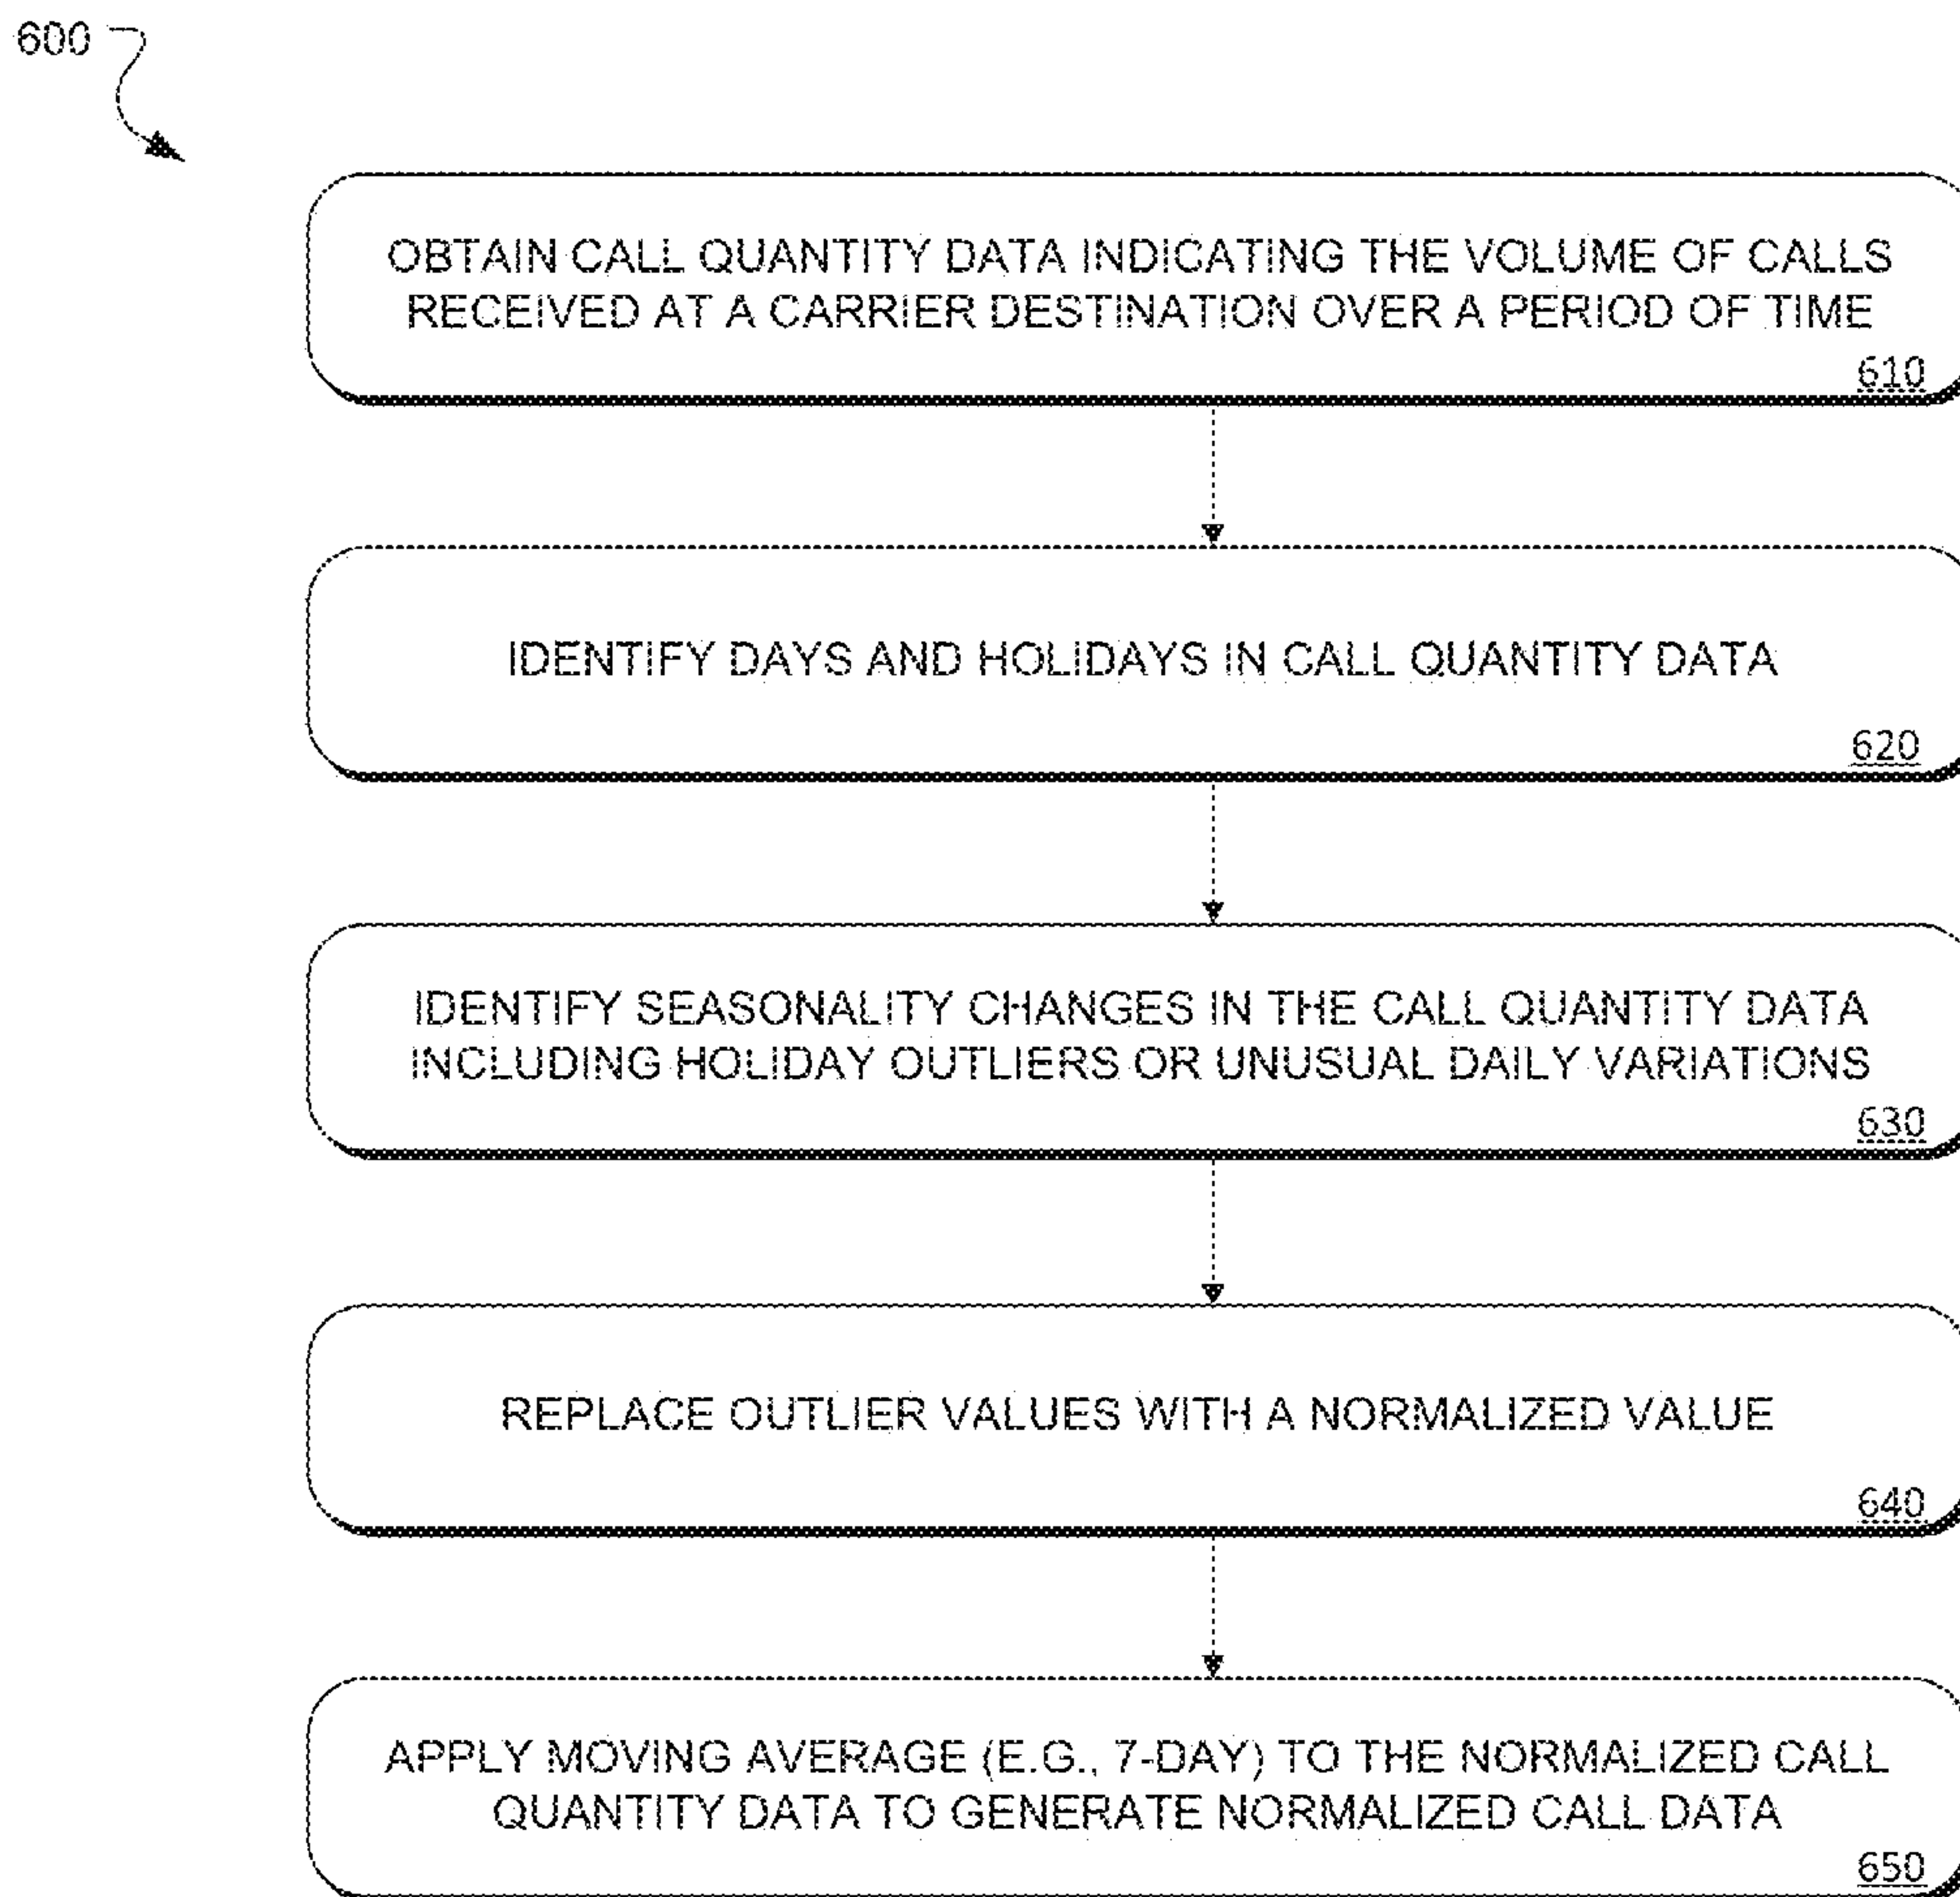 600
OBTAIN CALL QUANTITY DATA INDICATING THE VOLUME OF CALLS
RECEIVED AT A CARRIER DESTINATION OVER A PERIOD OF TIME
610
IDENTIFY DAYS AND HOLIDAYS IN CALL QUANTITY DATA
620
IDENTIFY SEASONALITY CHANGES IN THE CALL QUANTITY DATA
INCLUDING HOLIDAY OUTLIERS OR UNUSUAL DAILY VARIATIONS
630
REPLACE OUTLIER VALUES WITH A NORMALIZED VALUE
640
APPLY MOVING AVERAGE (E.G., 7-DAY) TO THE NORMALIZED CALL
QUANTITY DATA TO GENERATE NORMALIZED CALL DATA
650